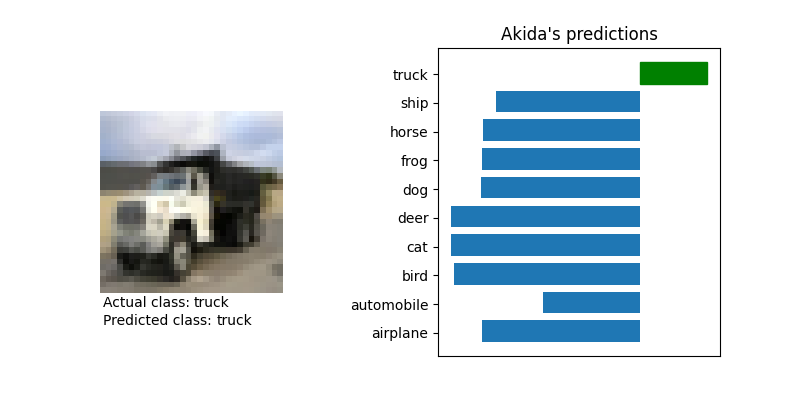 Akida's predictions
truck
ship
horse
frog
dog
deer
cat
bird
automobile
airplane
Actual class: truck
Predicted class: truck